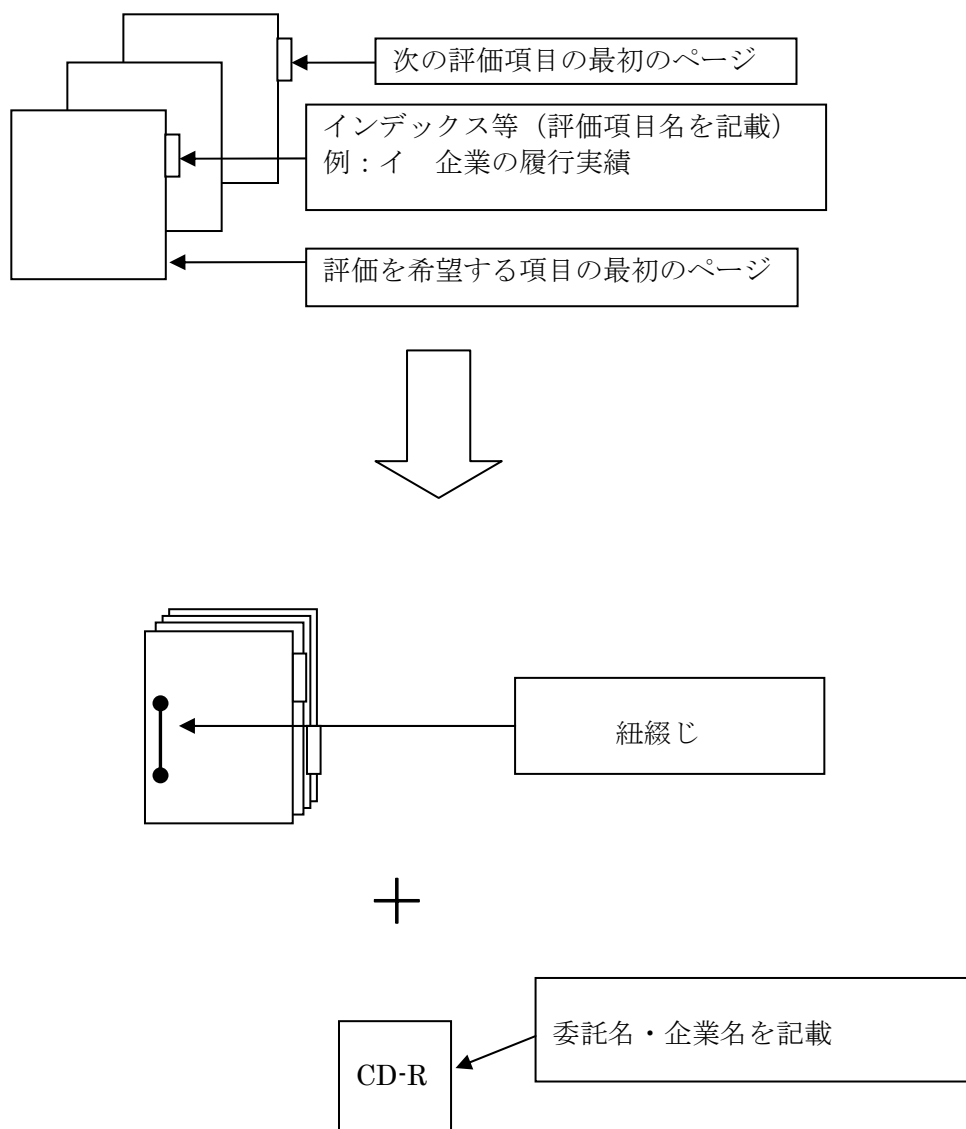 次の評価項目の最初のページ
インデックス等（評価項目名を記載）
例：イ　企業の履行実績
評価を希望する項目の最初のページ
紐綴じ
委託名・企業名を記載
CD-R